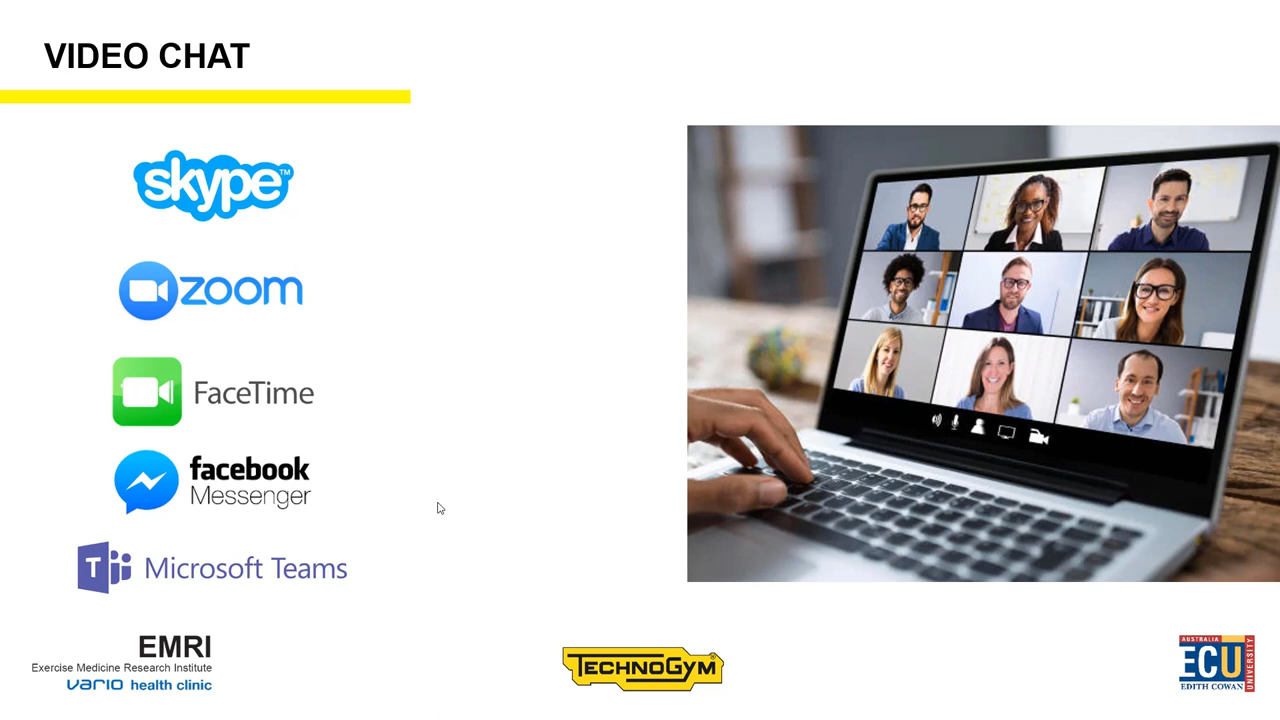 VIDEO CHAT
skype™
zoom
FaceTime
facebook
Messenger
T
Microsoft Teams
EMRI
Exercise Medicine Research Institute
vario health clinic
TECHNOGYM®
AUSTRALIA
ECU
EDITH COWAN
UNIVERSITY